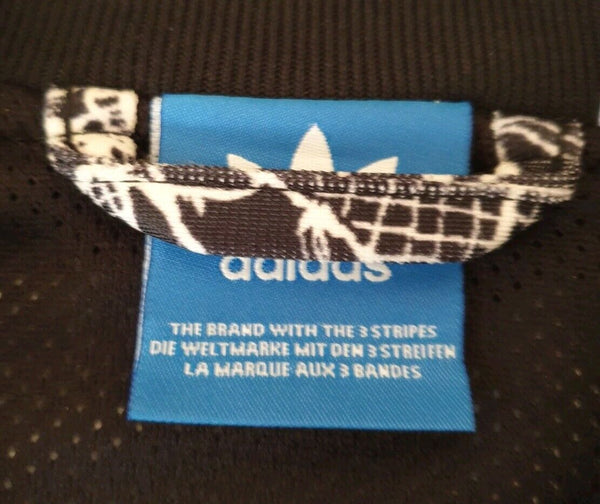 adidas
THE BRAND WITH THE 3 STRIPES
DIE WELTMARKE MIT DEN 3 STREIFEN
LA MARQUE AUX 3 BANDES